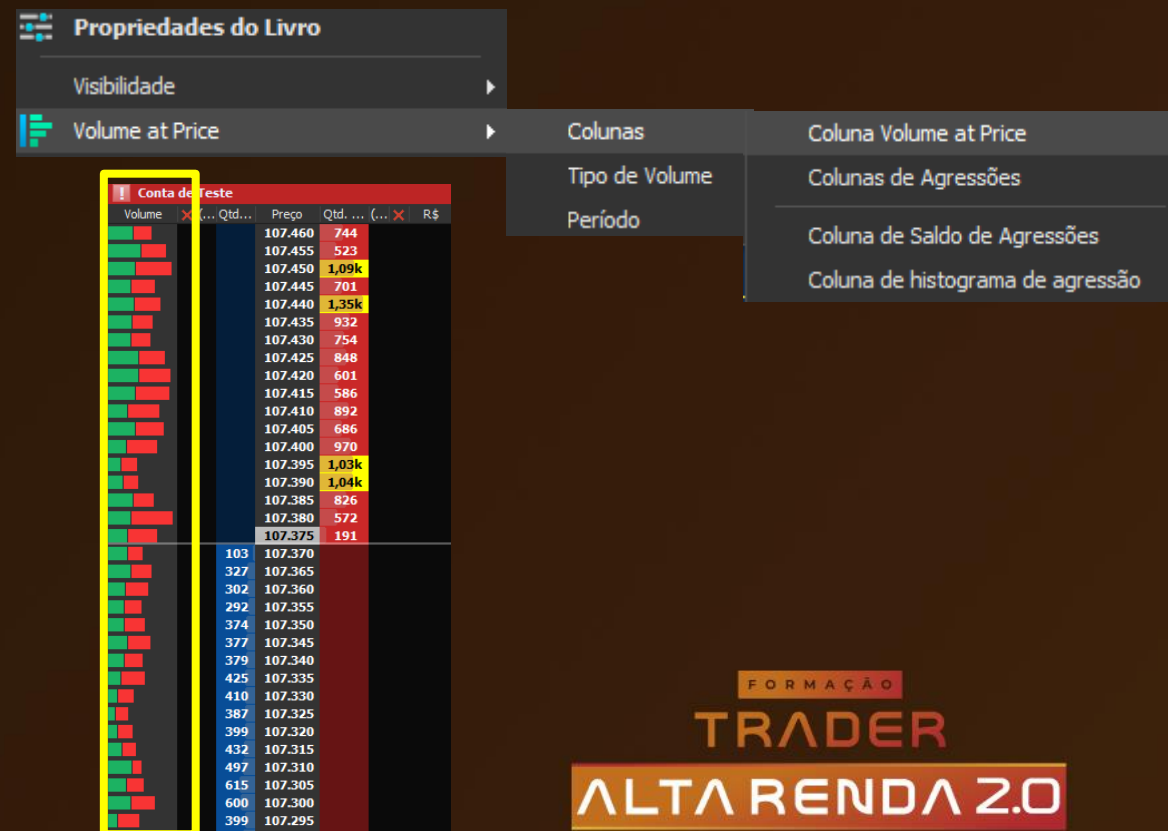 Propriedades do Livro
Visibilidade
Volume at Price
Colunas
Tipo de Volume
Período
Coluna Volume at Price
Colunas de Agressões
Coluna de Saldo de Agressões
Coluna de histograma de agressão
! Conta de Teste
Volume (... Qtd... Preço Qtd. ... (... R$
107.460 744
107.455 523
107.450 1,09k
107.445 701
107.440 1,35k
107.435 932
107.430 754
107.425 848
107.420 601
107.415 586
107.410 892
107.405 686
107.400 970
107.395 1,03k
107.390 1,04k
107.385 826
107.380 572
107.375 191
103 107.370
327 107.365
302 107.360
292 107.355
374 107.350
377 107.345
379 107.340
425 107.335
410 107.330
387 107.325
399 107.320
432 107.315
497 107.310
615 107.305
600 107.300
399 107.295
FORMAÇÃO
TRADER
ALTA RENDA 2.0